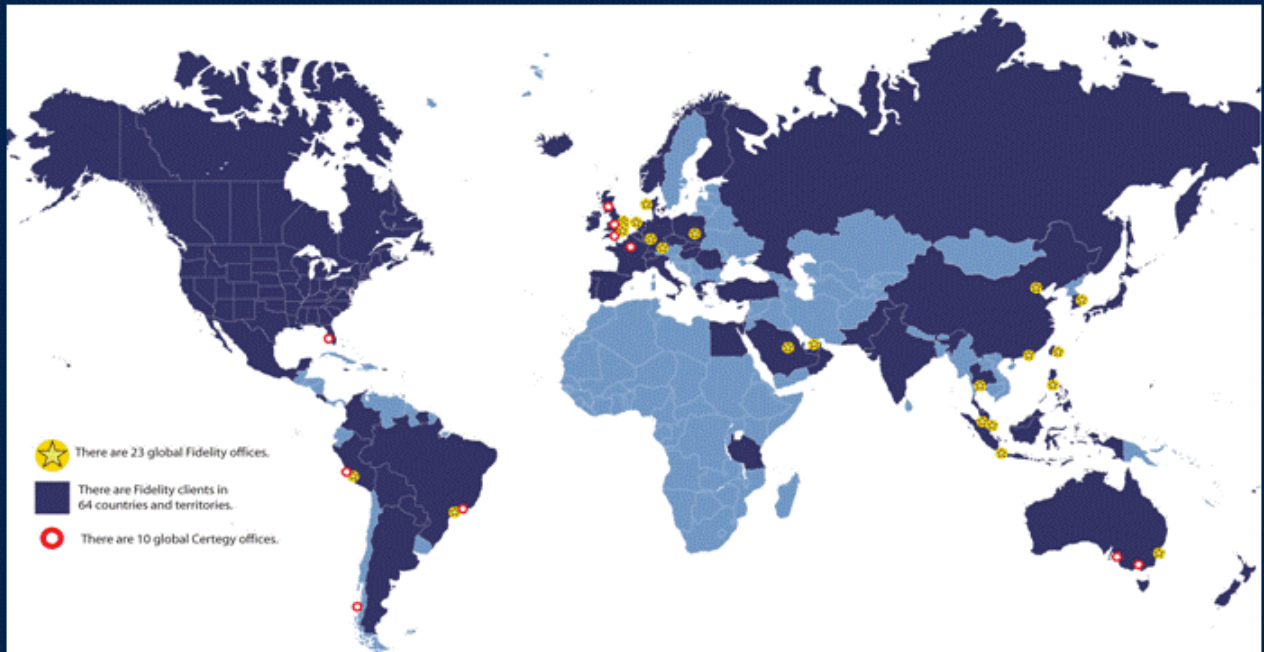 There are 23 global Fidelity offices.
There are Fidelity clients in
64 countries and territories.
There are 10 global Certegy offices.